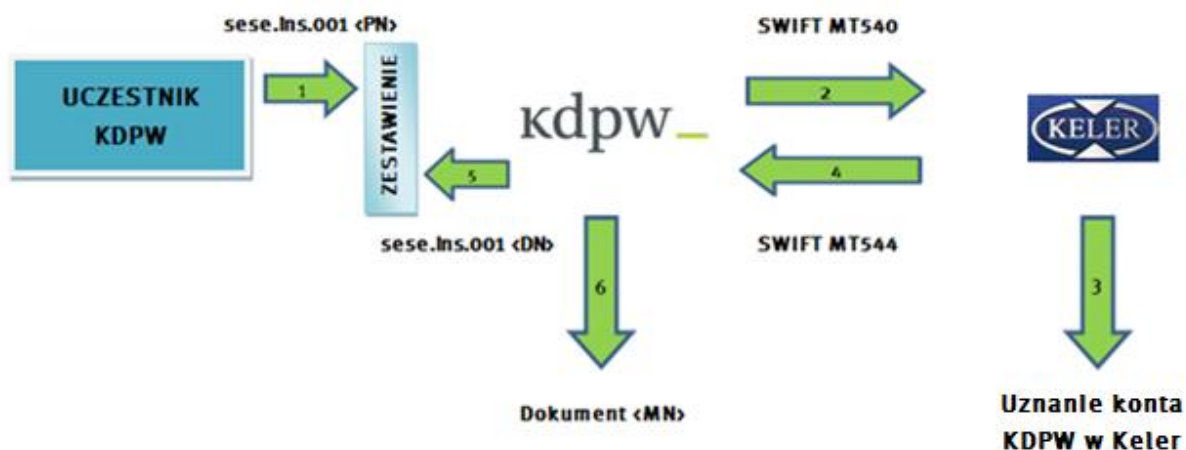 sese.Ins.001 <PN>
SWIFT MT540
UCZESTNIK
KDPW
1
ZESTAWIENIE
kdpw_
2
KELER
5
4
sese.Ins.001 <DN>
SWIFT MT544
6
3
Dokument <MN>
Uznanie konta
KDPW w Keler